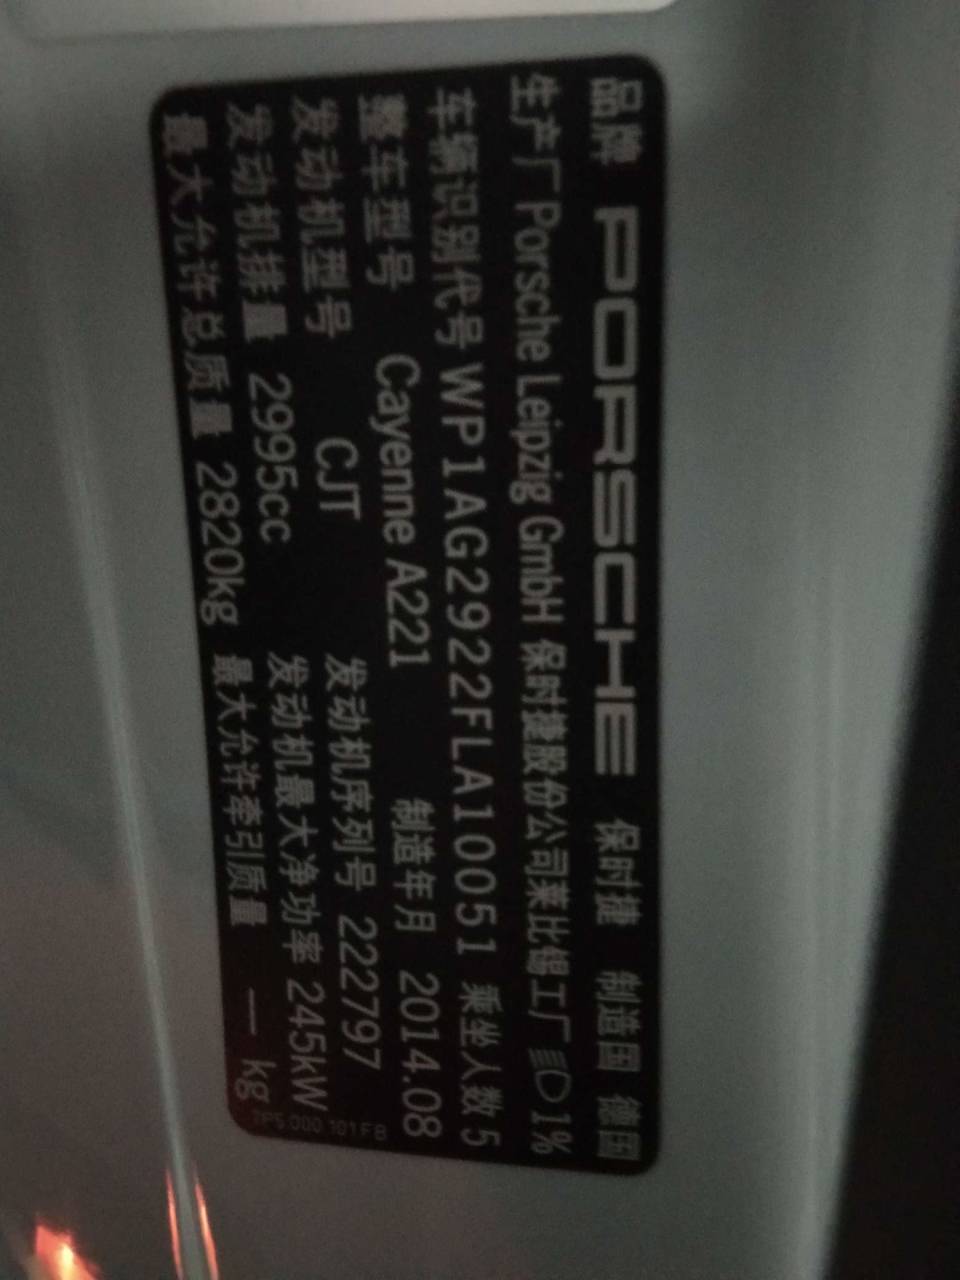 品牌 PORSCHE 保时捷 制造国 德国
生产厂 Porsche Leipzig GmbH 保时捷股份公司莱比锡工厂 1%
车辆识别代号 WP1AG2922FLA10051 乘坐人数 5
整车型号 Cayenne A221 制造年月 2014.08
发动机型号 CJT 发动机序列号 222797
发动机排量 2995cc 发动机最大净功率 245kW
最大允许总质量 2820kg 最大允许牵引质量 — kg
7P5 000 101 FB